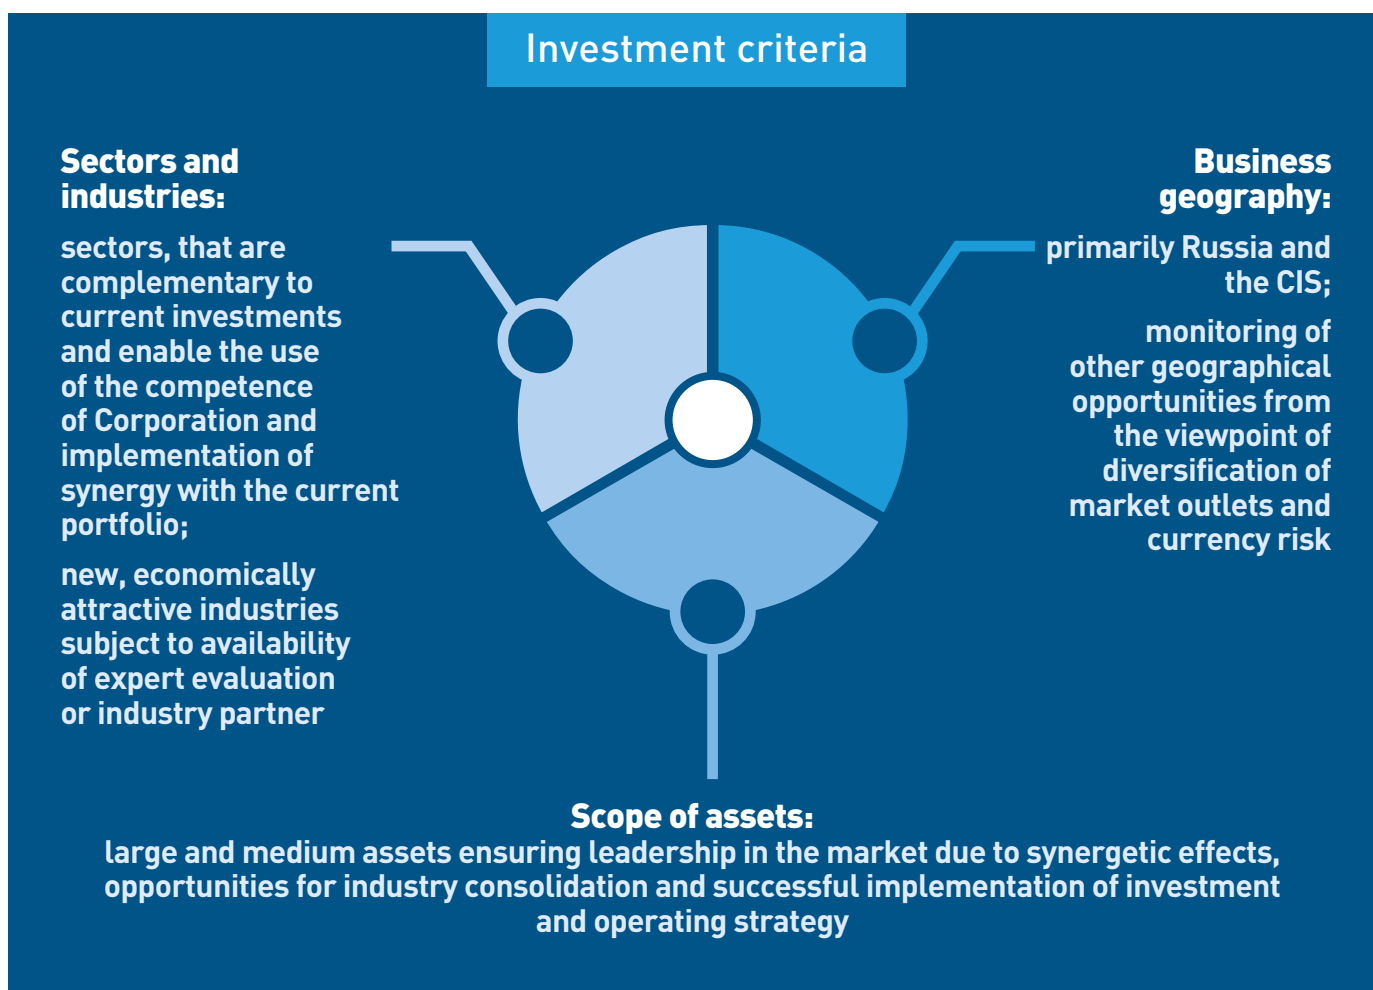 Investment criteria
Sectors and
industries:
sectors, that are
complementary to
current investments
and enable the use
of the competence
of Corporation and
implementation of
synergy with the current
portfolio;
new, economically
attractive industries
subject to availability
of expert evaluation
or industry partner
Business
geography:
primarily Russia and
the CIS;
monitoring of
other geographical
opportunities from
the viewpoint of
diversification of
market outlets and
currency risk
Scope of assets:
large and medium assets ensuring leadership in the market due to synergetic effects,
opportunities for industry consolidation and successful implementation of investment
and operating strategy